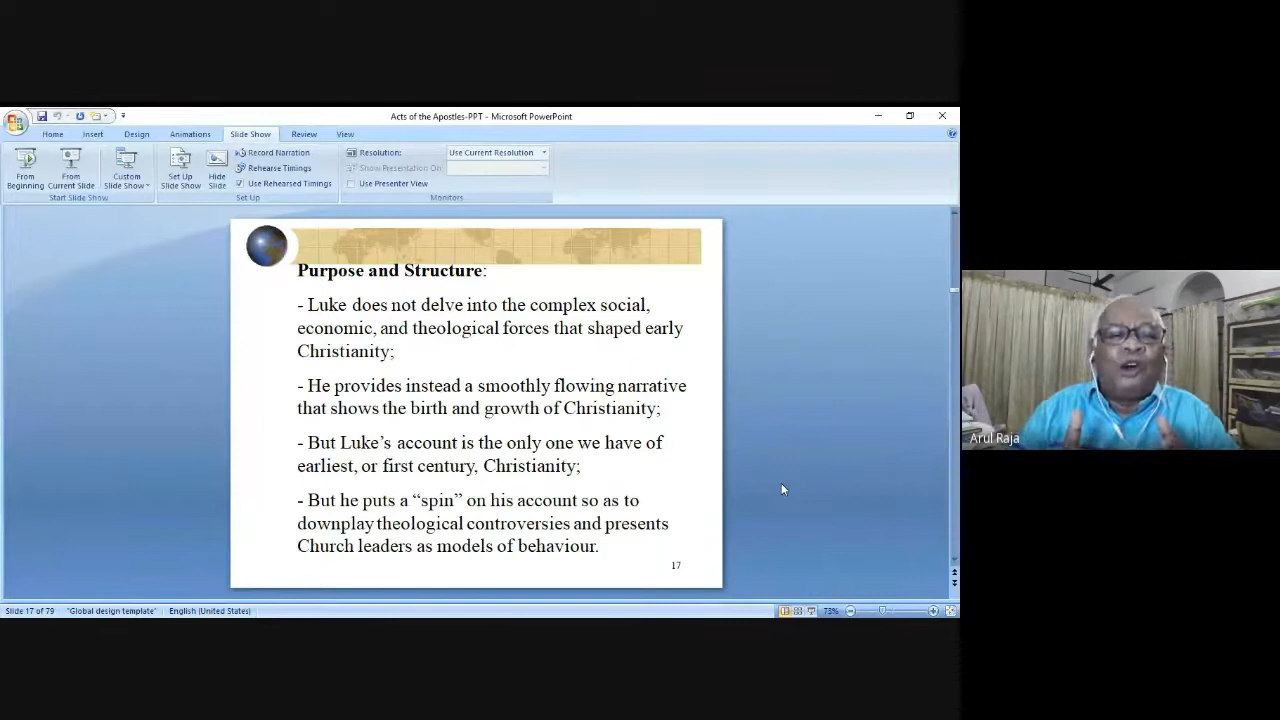 Acts of the Apostles-PPT - Microsoft PowerPoint
Home Insert Design Animations Slide Show Review View
From Beginning
From Current Slide
Custom Slide Show
Start Slide Show
Set Up Slide Show
Hide Slide
Record Narration
Rehearse Timings
Use Rehearsed Timings
Set Up
Resolution: Use Current Resolution
Show Presentation On:
Use Presenter View
Monitors
Purpose and Structure:
- Luke does not delve into the complex social,
economic, and theological forces that shaped early
Christianity;
- He provides instead a smoothly flowing narrative
that shows the birth and growth of Christianity;
- But Luke’s account is the only one we have of
earliest, or first century, Christianity;
- But he puts a “spin” on his account so as to
downplay theological controversies and presents
Church leaders as models of behaviour.
17
Arul Raja
Slide 17 of 79 "Global design template" English (United States) 73%